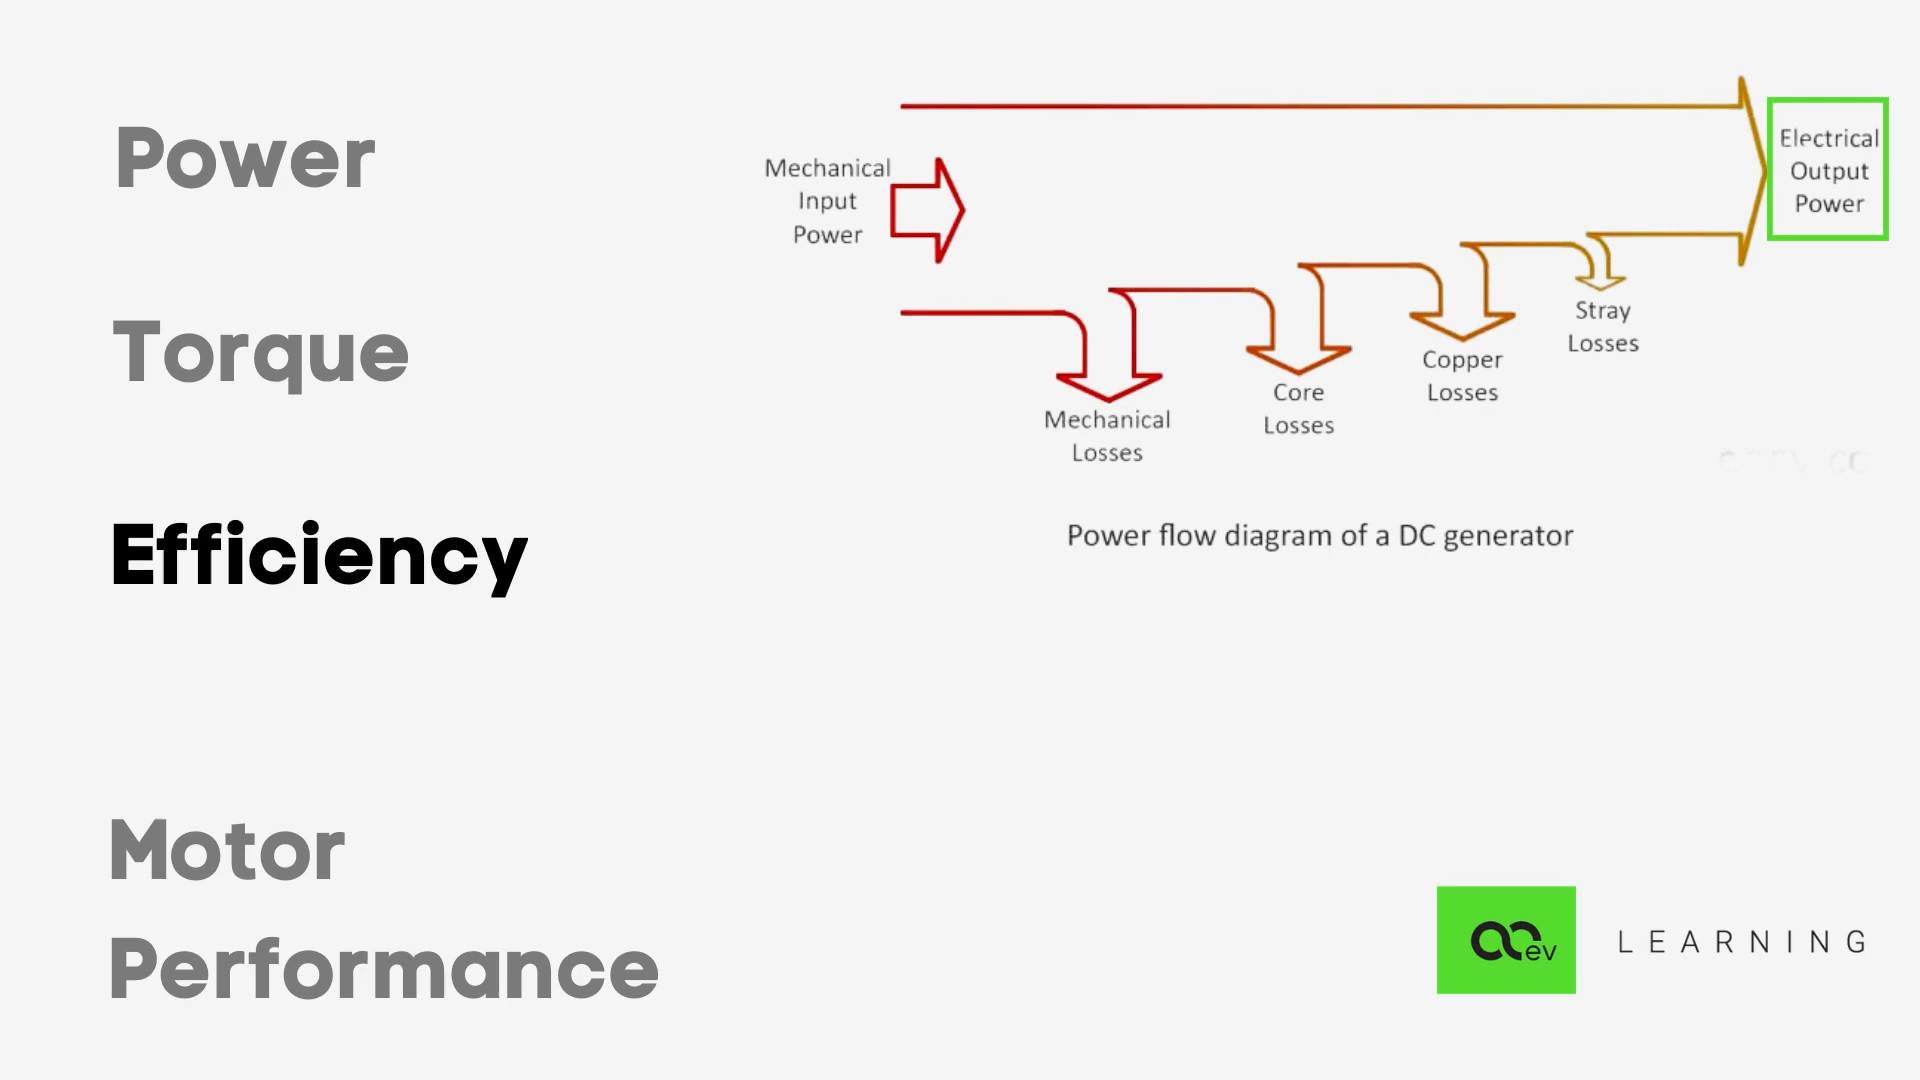 Power
Torque
Efficiency
Motor
Performance
Mechanical
Input
Power
Electrical
Output
Power
Mechanical
Losses
Core
Losses
Copper
Losses
Stray
Losses
Power flow diagram of a DC generator
ev
LEARNING